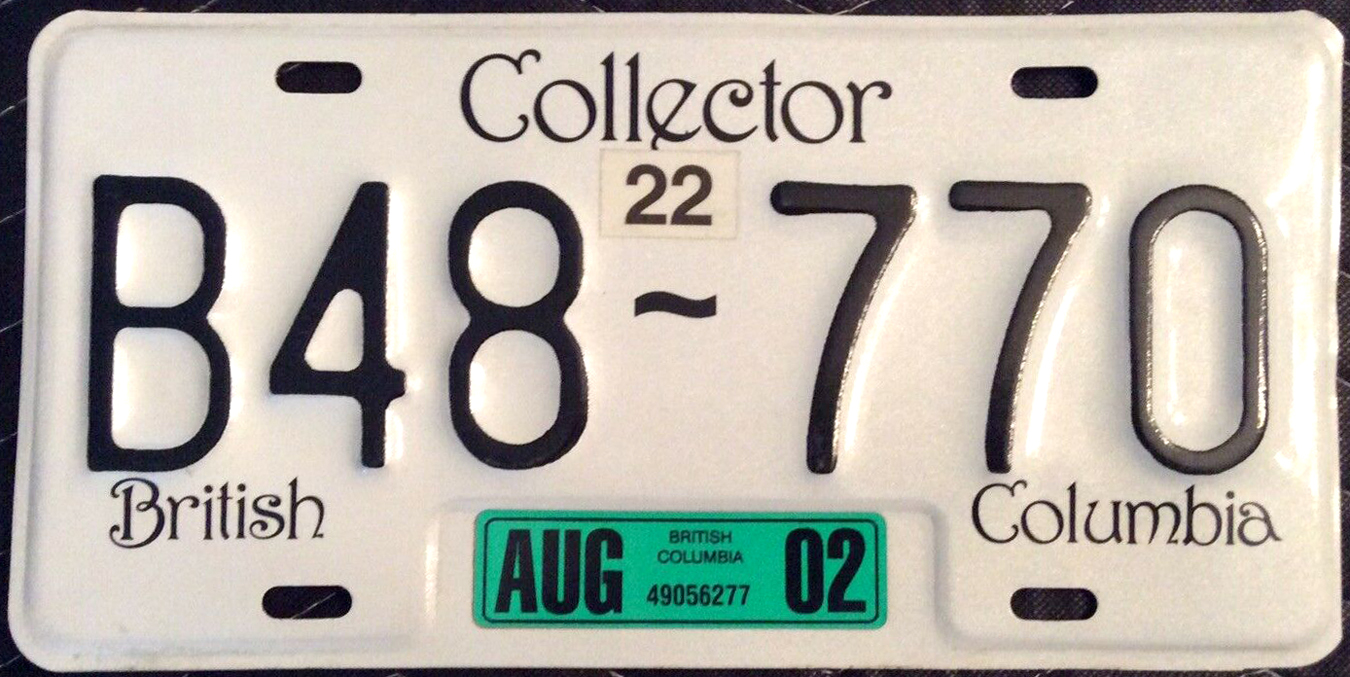 Collector
22
B48~770
British Columbia
AUG BRITISH COLUMBIA 49056277 02